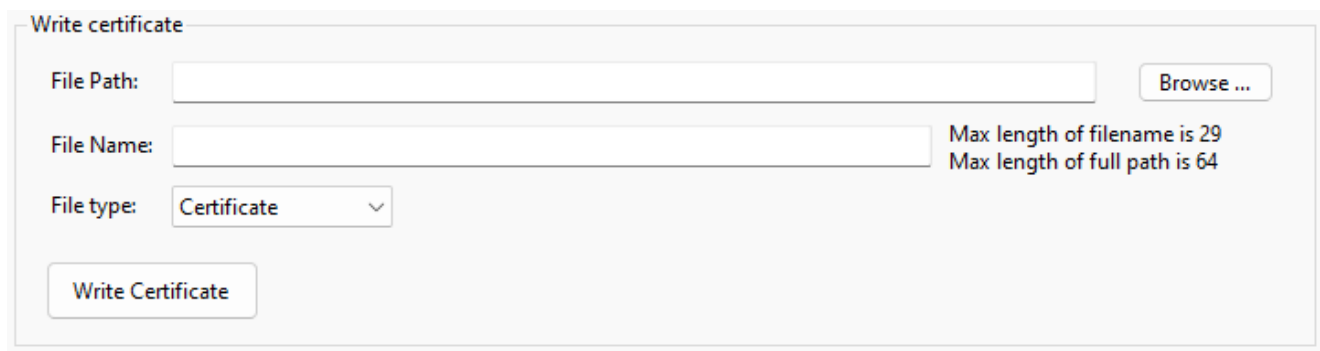 Write certificate
File Path:
Browse ...
File Name:
Max length of filename is 29
Max length of full path is 64
File type:
Certificate
Write Certificate